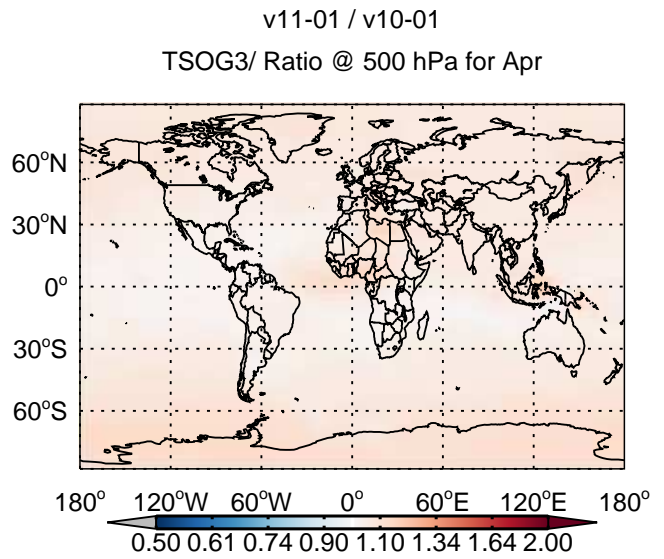 v11-01 / v10-01
TSOG3/ Ratio @ 500 hPa for Apr
60°N
30°N
0°
30°S
60°S
180° 120°W 60°W 0° 60°E 120°E 180°
0.50 0.61 0.74 0.90 1.10 1.34 1.64 2.00